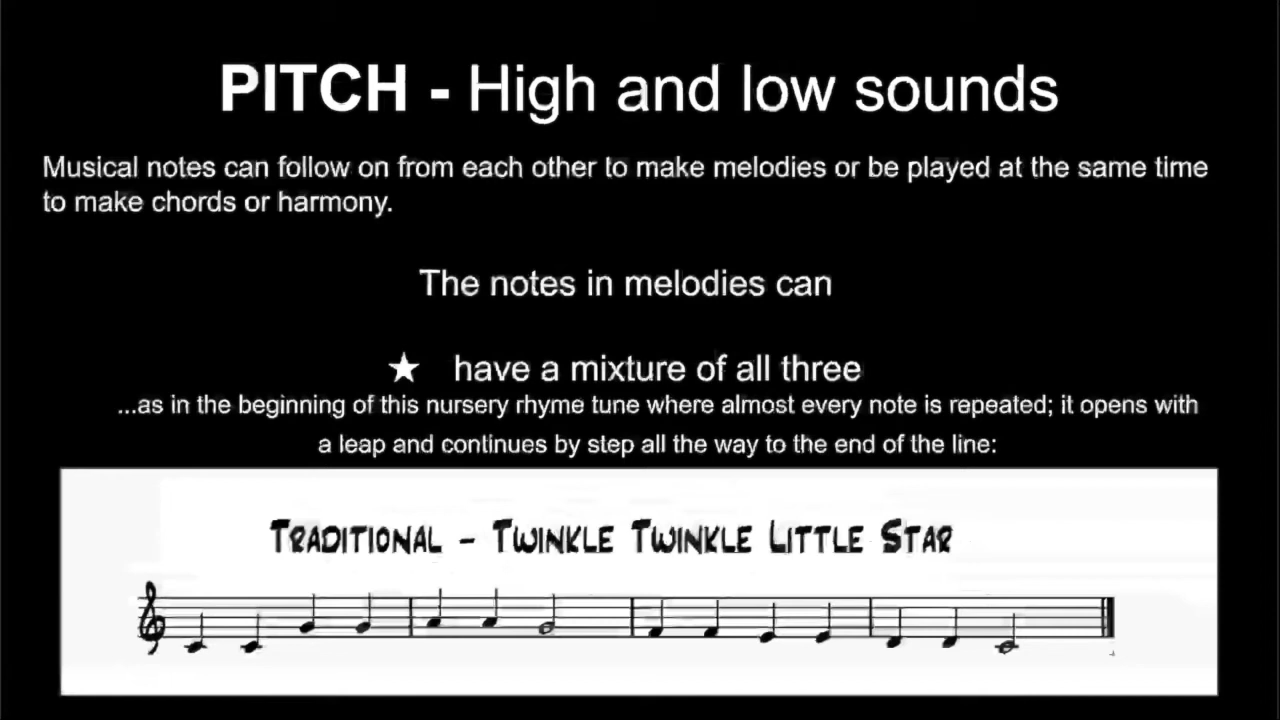 PITCH - High and low sounds
Musical notes can follow on from each other to make melodies or be played at the same time
to make chords or harmony.
The notes in melodies can
★ have a mixture of all three
...as in the beginning of this nursery rhyme tune where almost every note is repeated; it opens with
a leap and continues by step all the way to the end of the line:
TRADITIONAL - TWINKLE TWINKLE LITTLE STAR